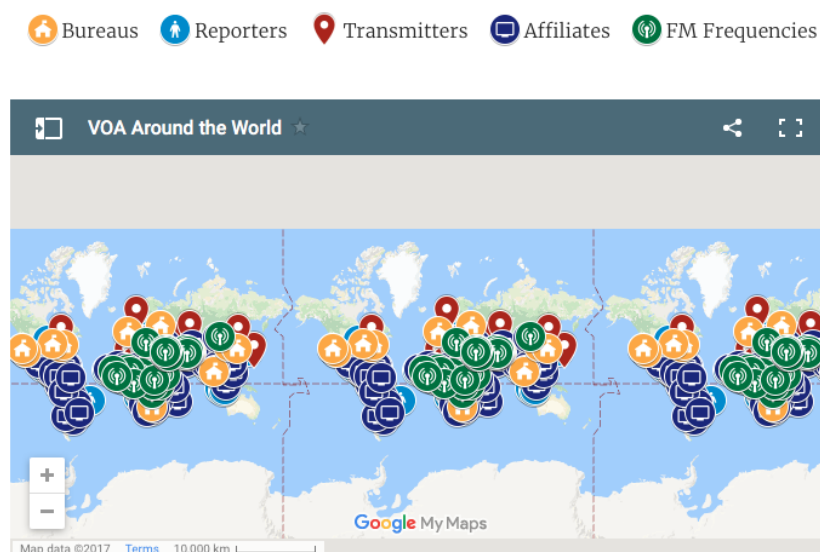 Bureaus Reporters Transmitters Affiliates FM Frequencies
VOA Around the World
Google My Maps
Map data ©2017 Terms 10,000 km